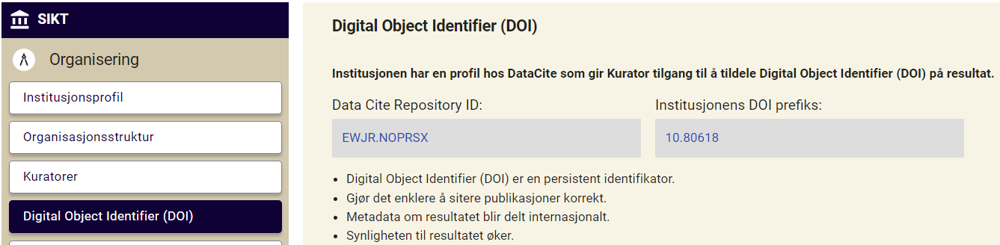 SIKT
Organisering
Institusjonsprofil
Organisasjonsstruktur
Kuratorer
Digital Object Identifier (DOI)
Digital Object Identifier (DOI)
Institusjonen har en profil hos DataCite som gir Kurator tilgang til å tildele Digital Object Identifier (DOI) på resultat.
Data Cite Repository ID:
Institusjonens DOI prefiks:
EWJR.NOPRSX
10.80618
• Digital Object Identifier (DOI) er en persistent identifikator.
• Gjør det enklere å sitere publikasjoner korrekt.
• Metadata om resultatet blir delt internasjonalt.
• Synligheten til resultatet øker.